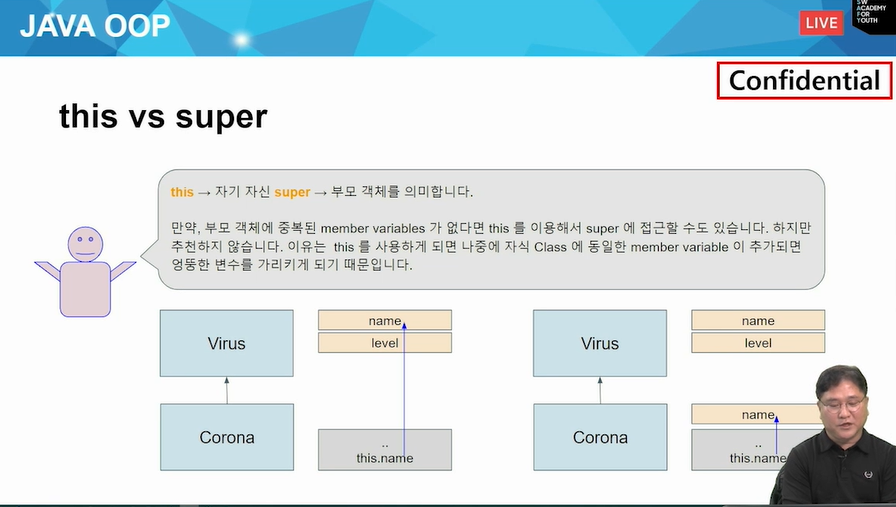 JAVA OOP
LIVE
SW
ACADEMY
FOR
YOUTH
Confidential
this vs super
this → 자기 자신 super → 부모 객체를 의미합니다.
만약, 부모 객체에 중복된 member variables 가 없다면 this 를 이용해서 super 에 접근할 수도 있습니다. 하지만
추천하지 않습니다. 이유는 this 를 사용하게 되면 나중에 자식 Class 에 동일한 member variable 이 추가되면
엉뚱한 변수를 가리키게 되기 때문입니다.
Virus
name
level
Corona
..
this.name
Virus
name
level
Corona
name
..
this.name